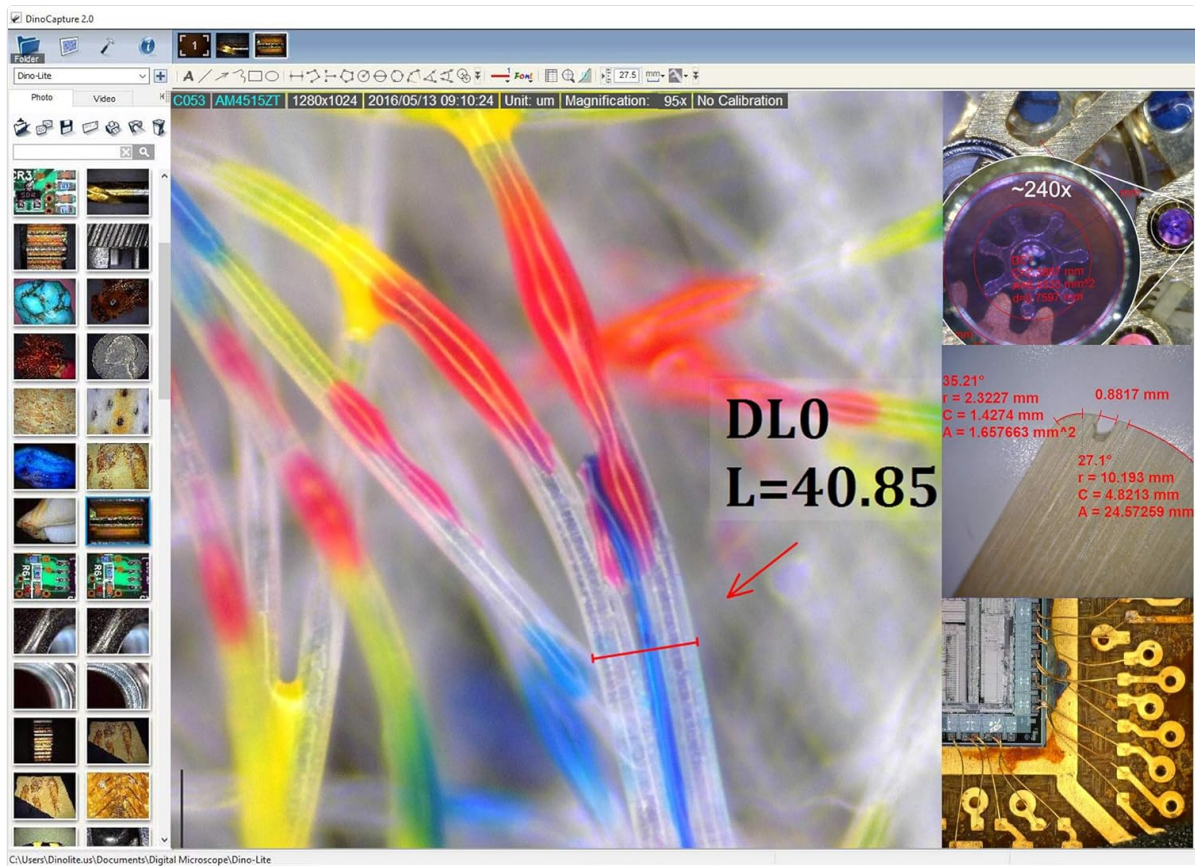 DinoCapture 2.0
Folder
1
Dino-Lite
A
Font
27.5
mm
Photo
Video
C053 AM4515ZT 1280x1024 2016/05/13 09:10:24 Unit: um Magnification: 95x No Calibration
CR3
~240x
DL0
L=40.85
35.21°
r = 2.3227 mm
C = 1.4274 mm
A = 1.657663 mm^2
0.8817 mm
27.1°
r = 10.193 mm
C = 4.8213 mm
A = 24.57259 mm
C:\Users\Dinolite.us\Documents\Digital Microscope\Dino-Lite